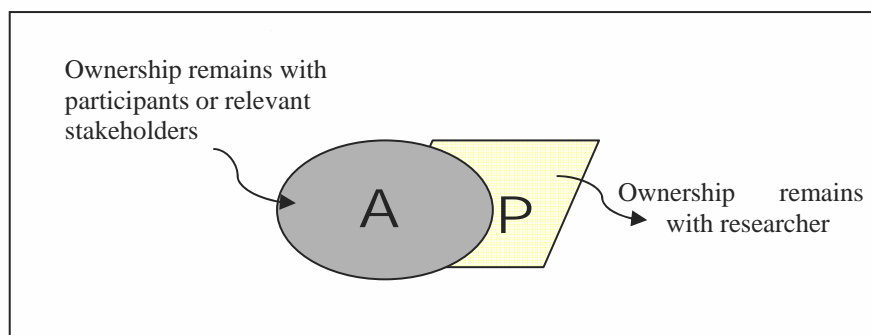 Ownership remains with
participants or relevant
stakeholders
A
P
Ownership remains
with researcher